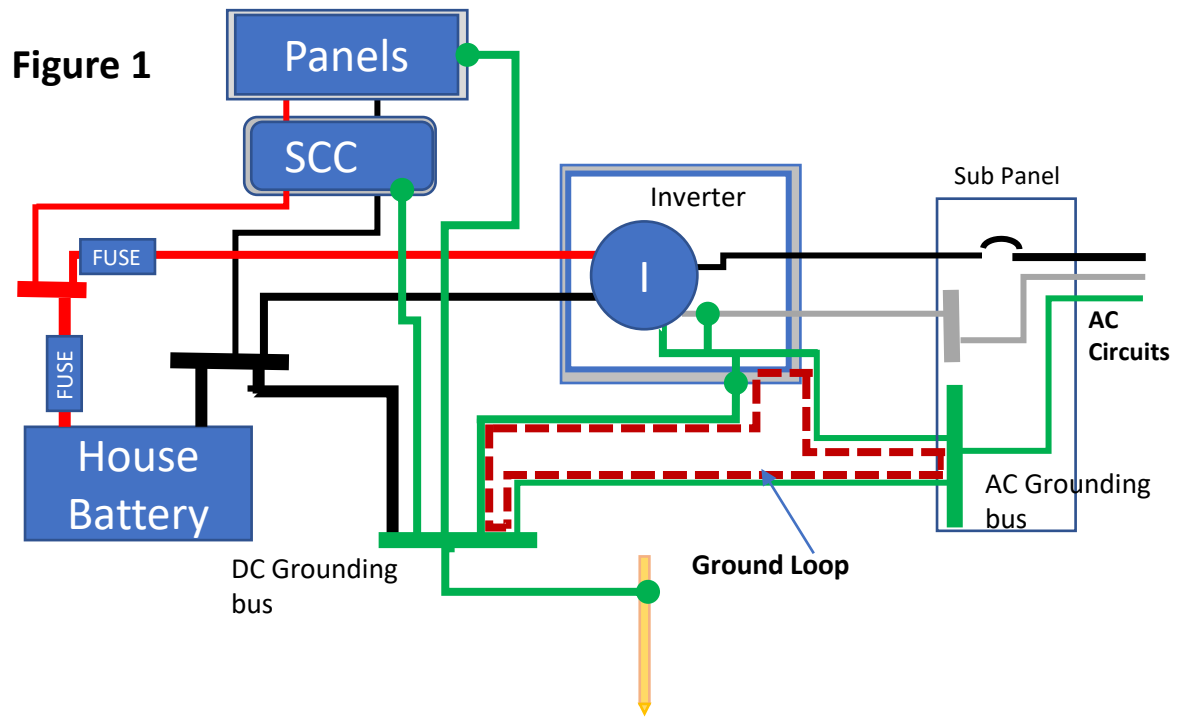 Figure 1
Panels
SCC
Inverter
Sub Panel
FUSE
I
FUSE
AC
Circuits
House
Battery
AC Grounding
bus
DC Grounding
bus
Ground Loop